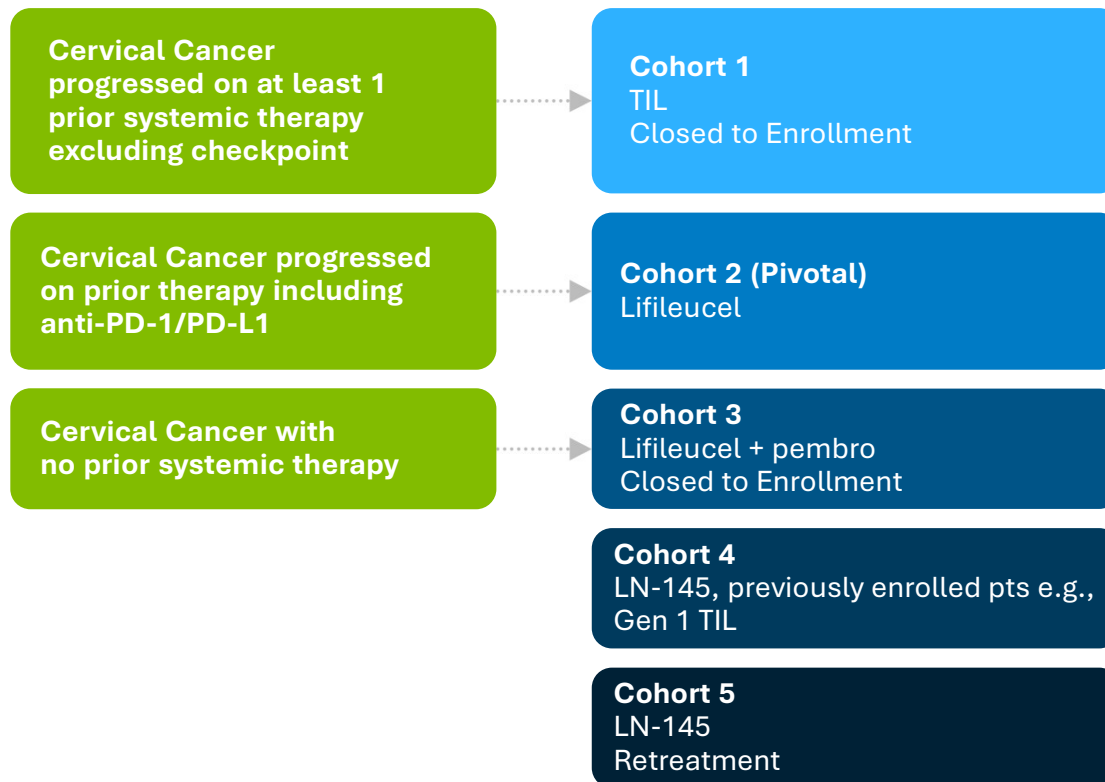 Cervical Cancer
progressed on at least 1
prior systemic therapy
excluding checkpoint
Cohort 1
TIL
Closed to Enrollment
Cervical Cancer progressed
on prior therapy including
anti-PD-1/PD-L1
Cohort 2 (Pivotal)
Lifileucel
Cervical Cancer with
no prior systemic therapy
Cohort 3
Lifileucel + pembro
Closed to Enrollment
Cohort 4
LN-145, previously enrolled pts e.g.,
Gen 1 TIL
Cohort 5
LN-145
Retreatment